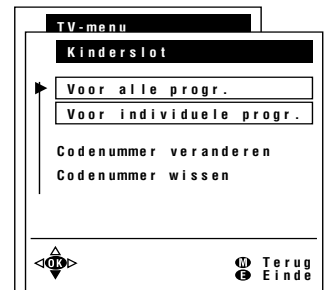 TV-menu
Kinderslot
Voor alle progr.
Voor individuele progr.
Codenummer veranderen
Codenummer wissen
OK
M Terug
E Einde